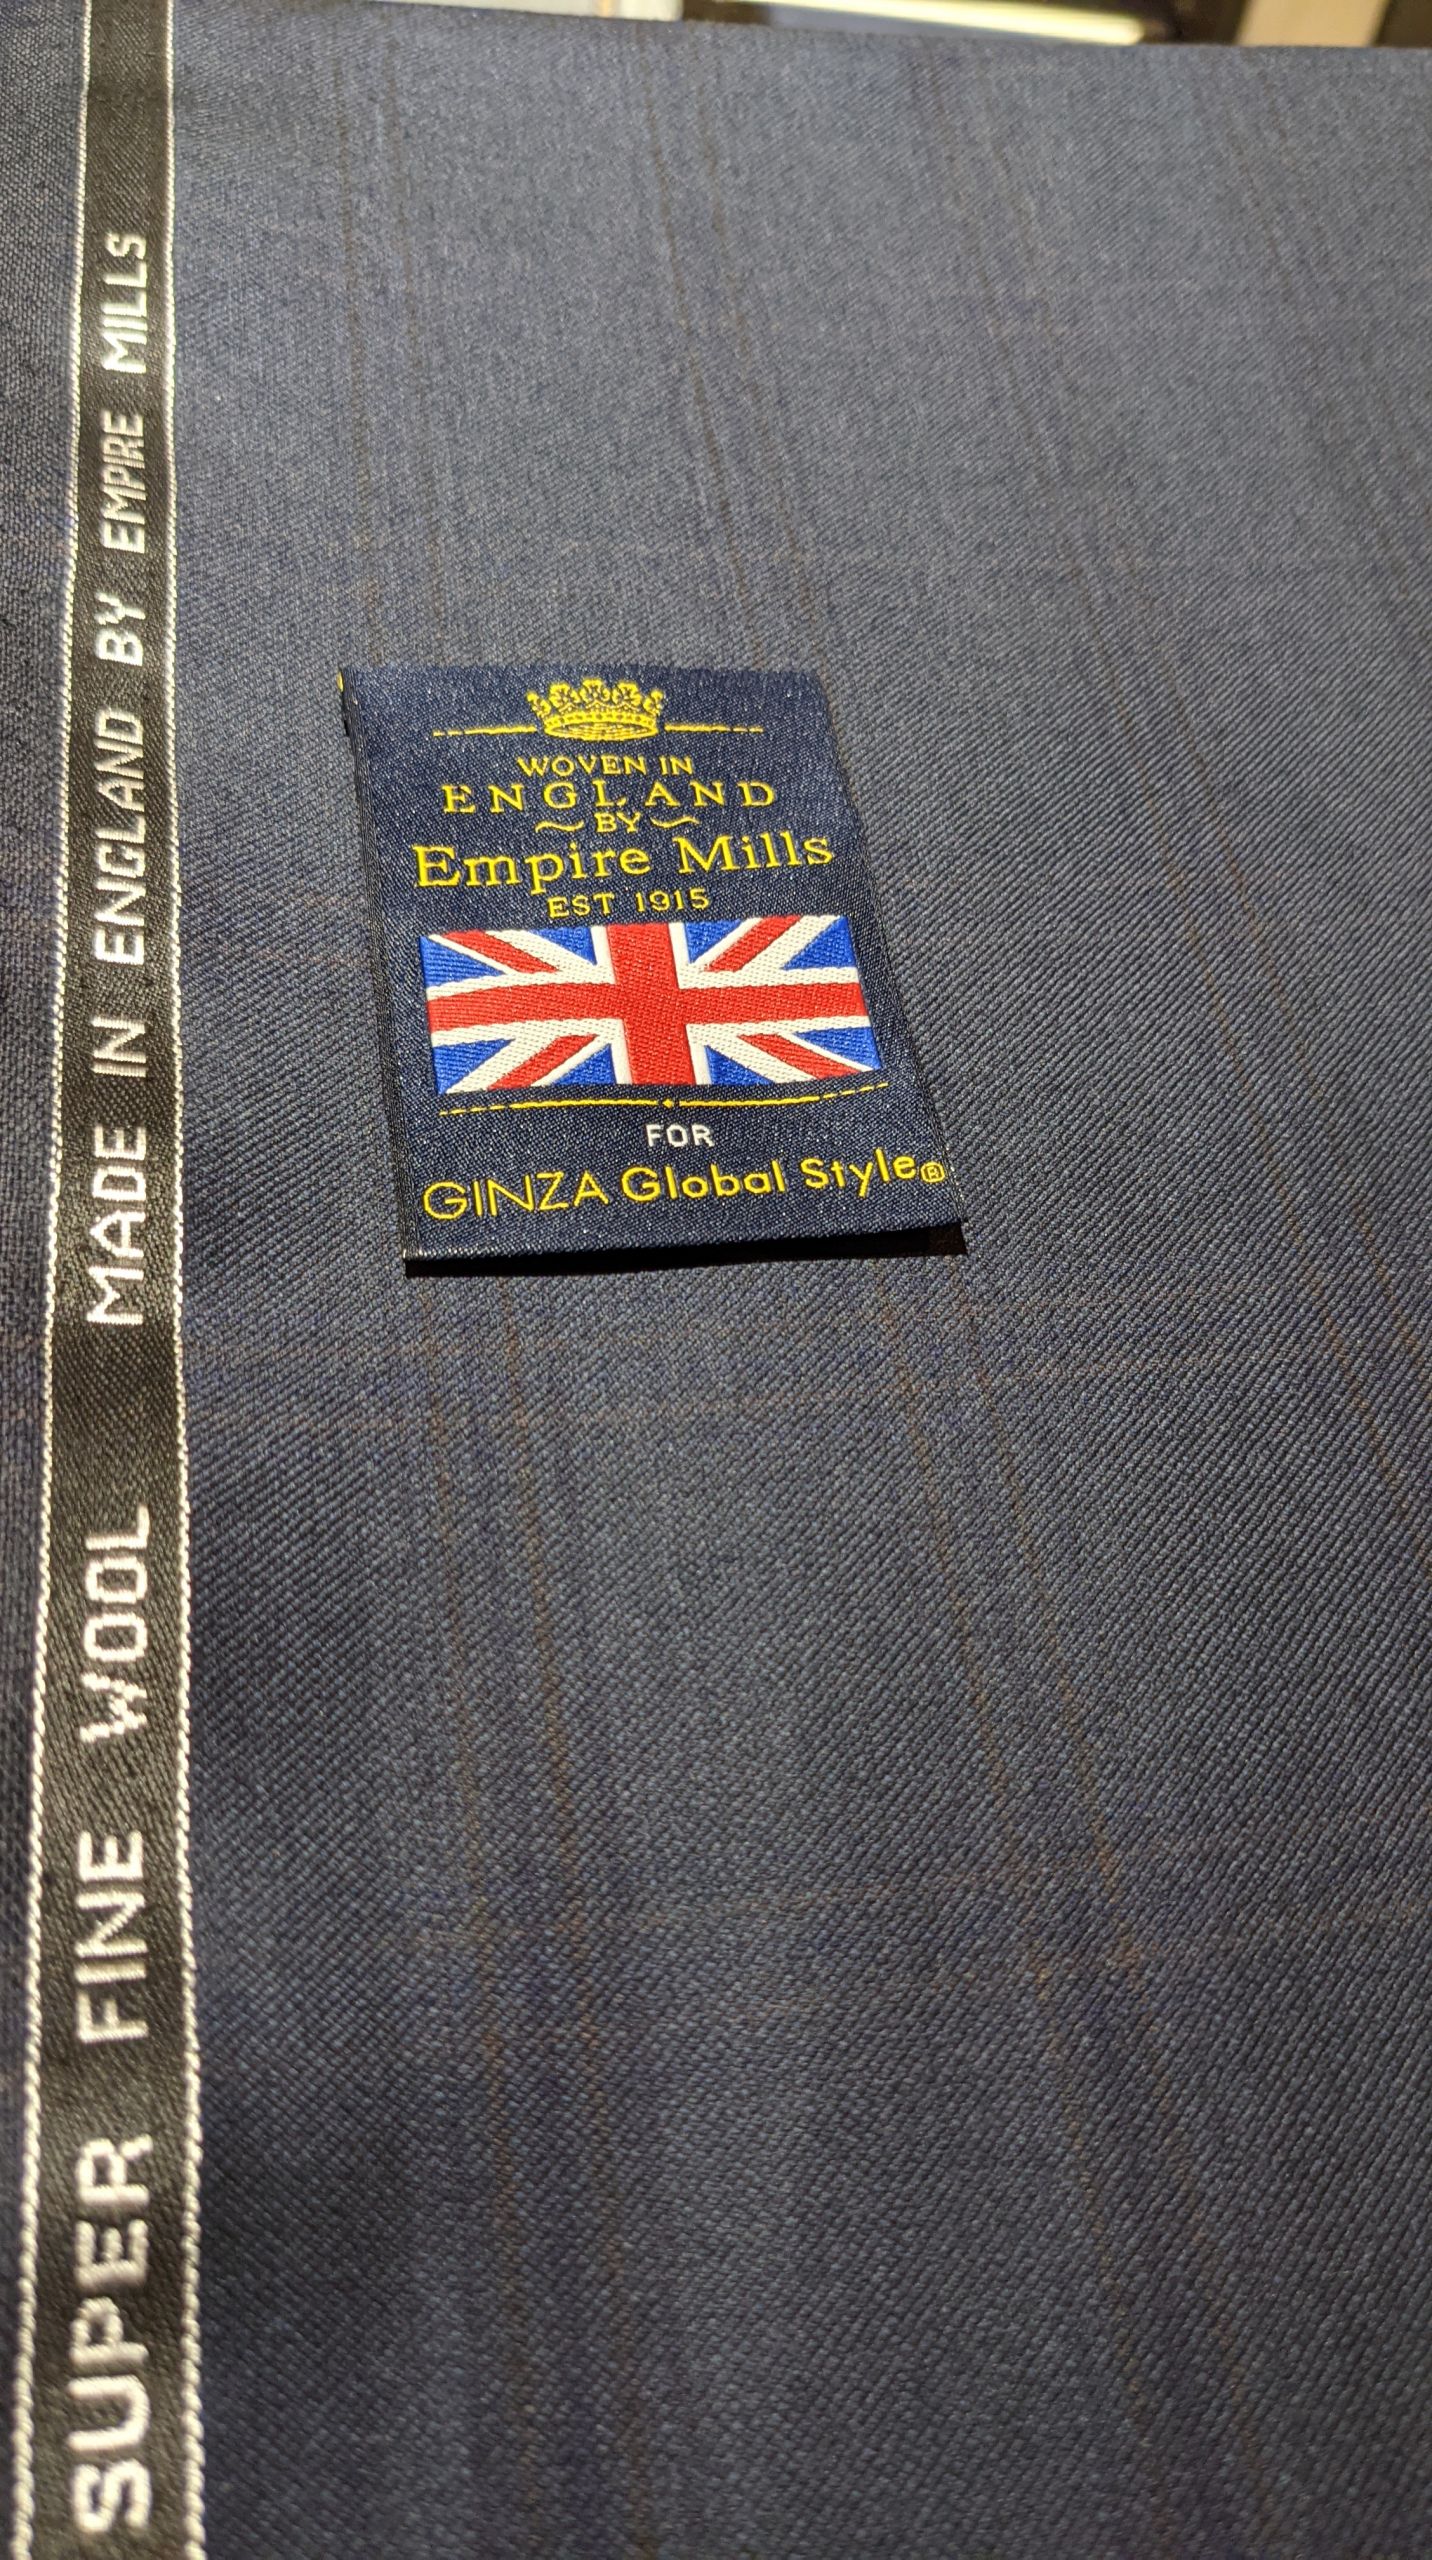 SUPER FINE WOOL MADE IN ENGLAND BY EMPIRE MILLS
WOVEN IN
ENGLAND
BY
Empire Mills
EST 1915
FOR
GINZA Global Style®